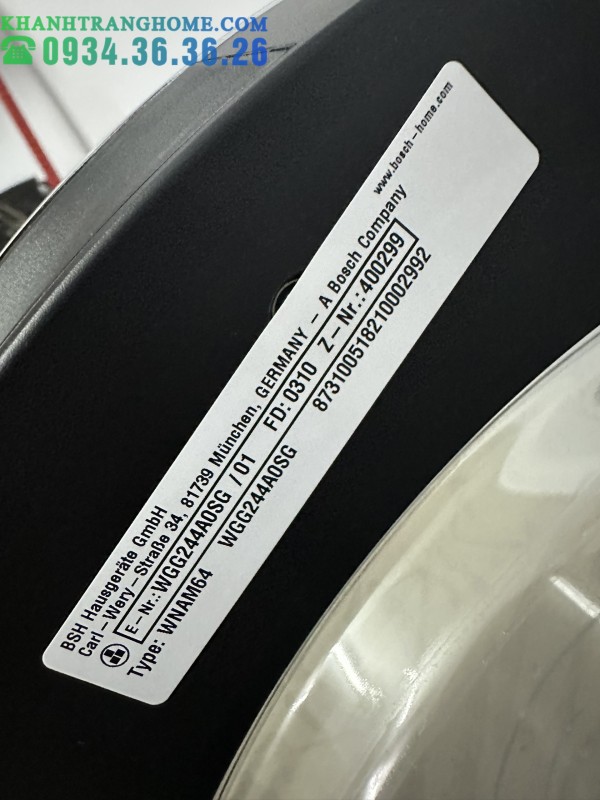 KHANHTRANGHOME.COM
0934.36.36.26
www.bosch-home.com
BSH Hausgeräte GmbH
Carl-Wery-Straße 34, 81739 München, GERMANY - A Bosch Company
E-Nr.: WGG244A0SG /01 FD: 0310 Z-Nr.: 400299
Type: WNAM64 WGG244A0SG 873100518210002992